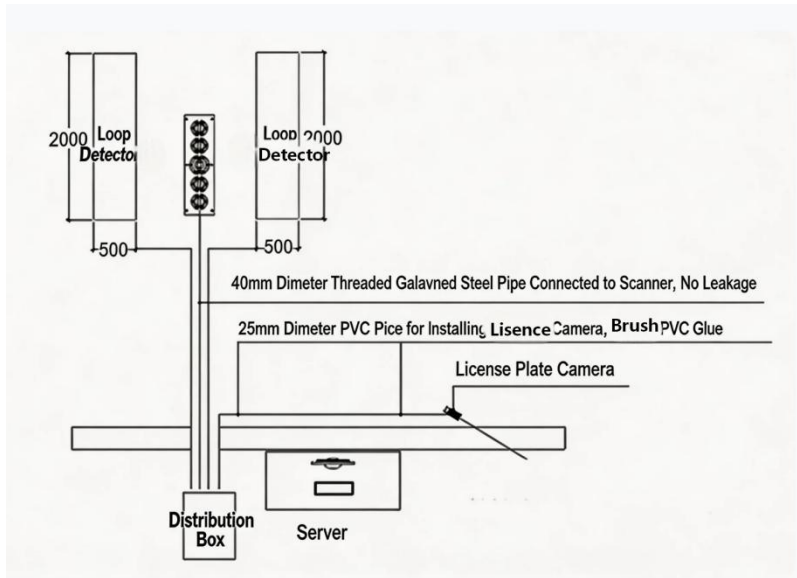 2000
Loop
Detector
Loop
2000
Detector
500
500
40mm Dimeter Threaded Galavned Steel Pipe Connected to Scanner, No Leakage
25mm Dimeter PVC Pice for Installing Lisence Camera, Brush PVC Glue
License Plate Camera
Distribution
Box
Server